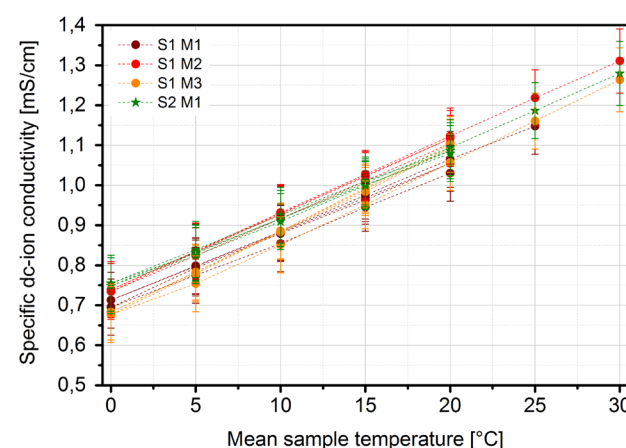 1,4
1,3
1,2
1,1
1,0
0,9
0,8
0,7
0,6
0,5
Specific dc-ion conductivity [mS/cm]
S1 M1
S1 M2
S1 M3
S2 M1
0 5 10 15 20 25 30
Mean sample temperature [°C]